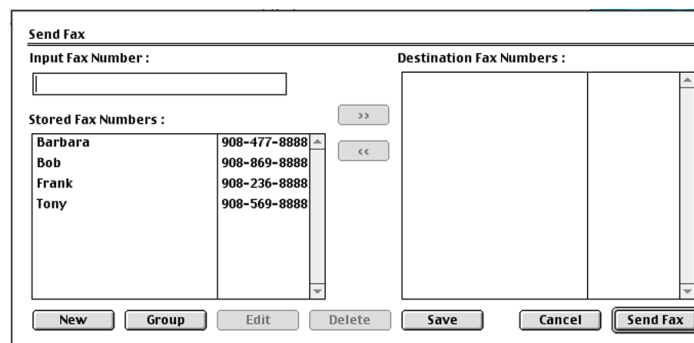 Send Fax
Input Fax Number :
Destination Fax Numbers :
>>
Stored Fax Numbers :
<<
Barbara 908-477-8888
Bob 908-869-8888
Frank 908-236-8888
Tony 908-569-8888
New Group Edit Delete Save Cancel Send Fax